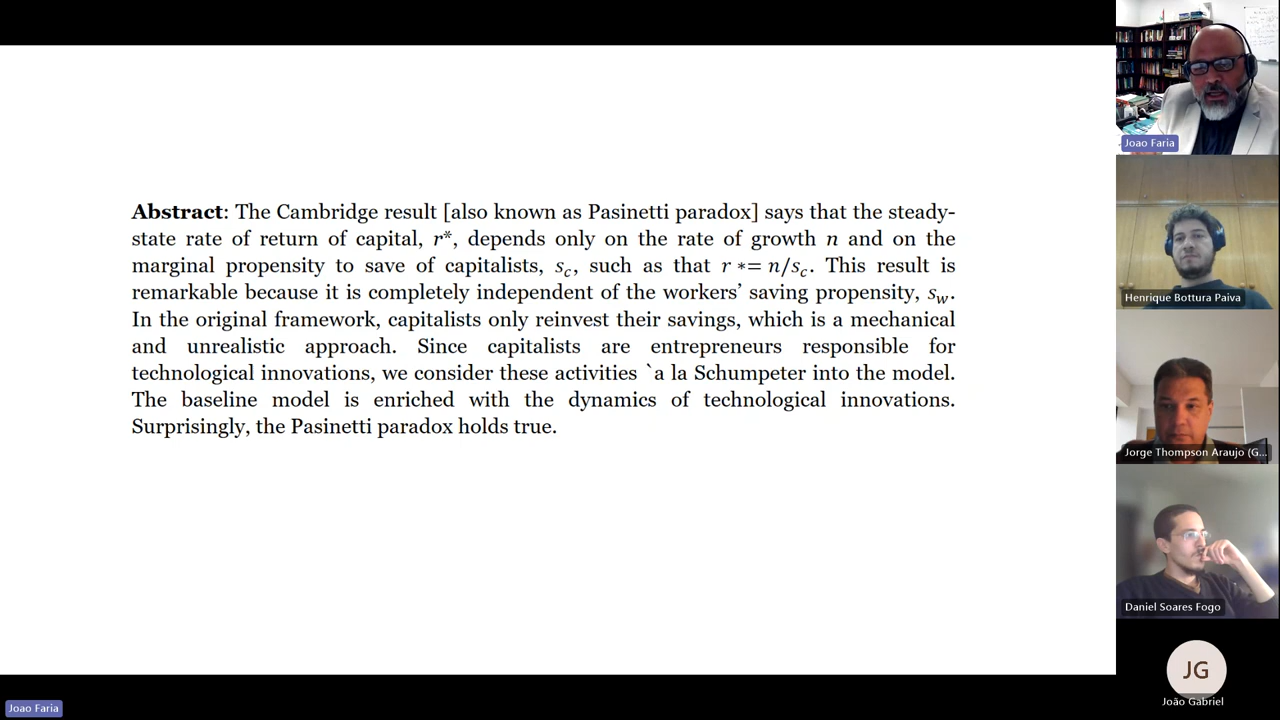 Abstract: The Cambridge result [also known as Pasinetti paradox] says that the steady-
state rate of return of capital, r*, depends only on the rate of growth n and on the
marginal propensity to save of capitalists, s_c, such as that r *= n/s_c. This result is
remarkable because it is completely independent of the workers' saving propensity, s_w.
In the original framework, capitalists only reinvest their savings, which is a mechanical
and unrealistic approach. Since capitalists are entrepreneurs responsible for
technological innovations, we consider these activities `a la Schumpeter into the model.
The baseline model is enriched with the dynamics of technological innovations.
Surprisingly, the Pasinetti paradox holds true.
Joao Faria
Henrique Bottura Paiva
Jorge Thompson Araujo (G...
Daniel Soares Fogo
JG
João Gabriel
Joao Faria